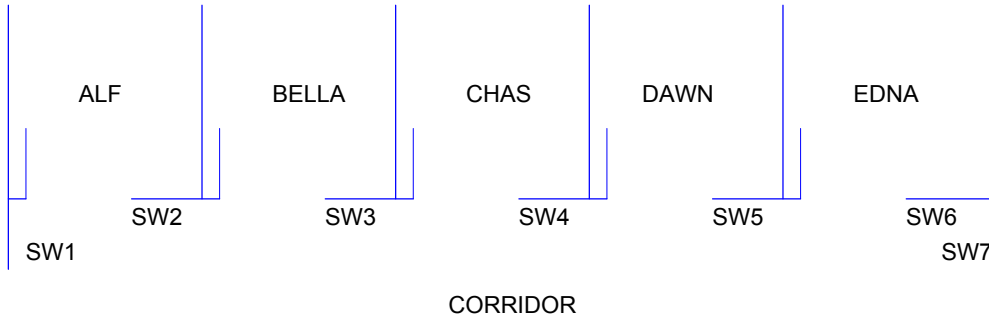 ALF BELLA CHAS DAWN EDNA
SW2 SW3 SW4 SW5 SW6
SW1 SW7
CORRIDOR